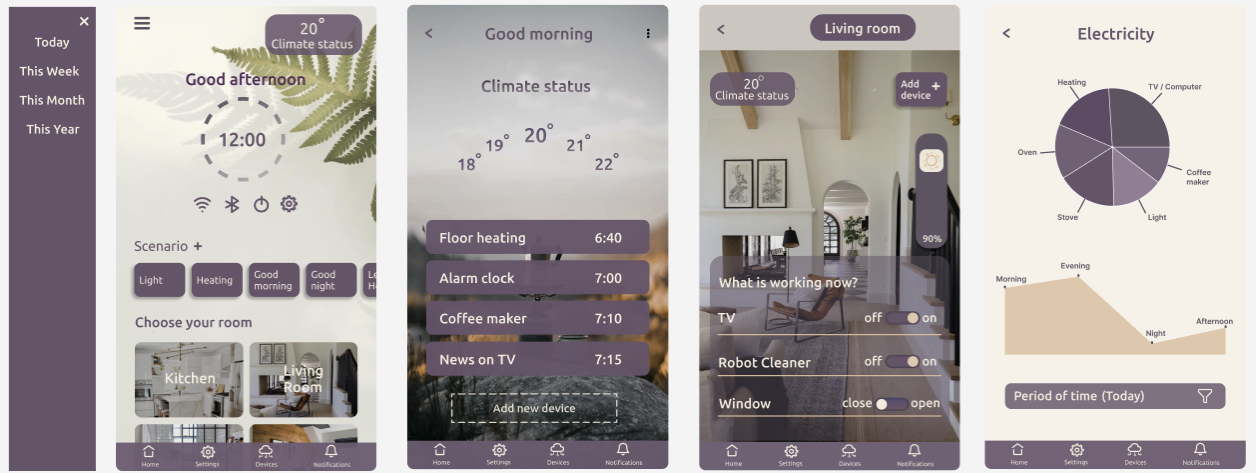 Today
This Week
This Month
This Year
20°
Climate status
Good afternoon
12:00
Scenario +
Light
Heating
Good
morning
Good
night
Choose your room
Kitchen
Living
Room
Home
Settings
Devices
Notifications
Good morning
Climate status
18° 19° 20° 21° 22°
Floor heating 6:40
Alarm clock 7:00
Coffee maker 7:10
News on TV 7:15
Add new device
Home
Settings
Devices
Notifications
Living room
20°
Climate status
Add
device +
90%
What is working now?
TV off on
Robot Cleaner off on
Window close open
Home
Settings
Devices
Notifications
Electricity
Heating
TV / Computer
Oven
Coffee
maker
Stove
Light
Morning
Evening
Night
Afternoon
Period of time (Today)
Home
Settings
Devices
Notifications